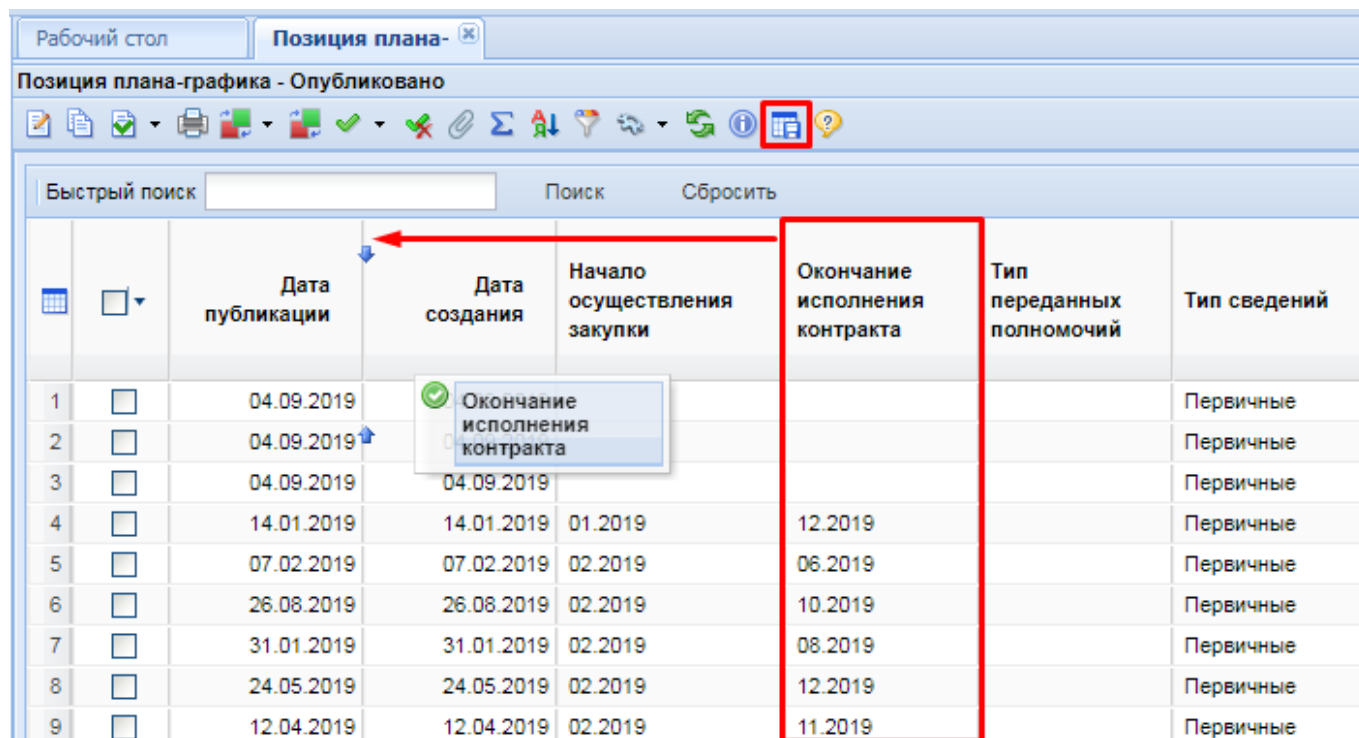 Рабочий стол
Позиция плана-
Позиция плана-графика - Опубликовано
Быстрый поиск
Поиск
Сбросить
Дата
публикации
Дата
создания
Начало
осуществления
закупки
Окончание
исполнения
контракта
Тип
переданных
полномочий
Тип сведений
Окончание
исполнения
контракта
1 04.09.2019 Первичные
2 04.09.2019 04.09.2019 Первичные
3 04.09.2019 04.09.2019 Первичные
4 14.01.2019 14.01.2019 01.2019 12.2019 Первичные
5 07.02.2019 07.02.2019 02.2019 06.2019 Первичные
6 26.08.2019 26.08.2019 02.2019 10.2019 Первичные
7 31.01.2019 31.01.2019 02.2019 08.2019 Первичные
8 24.05.2019 24.05.2019 02.2019 12.2019 Первичные
9 12.04.2019 12.04.2019 02.2019 11.2019 Первичные